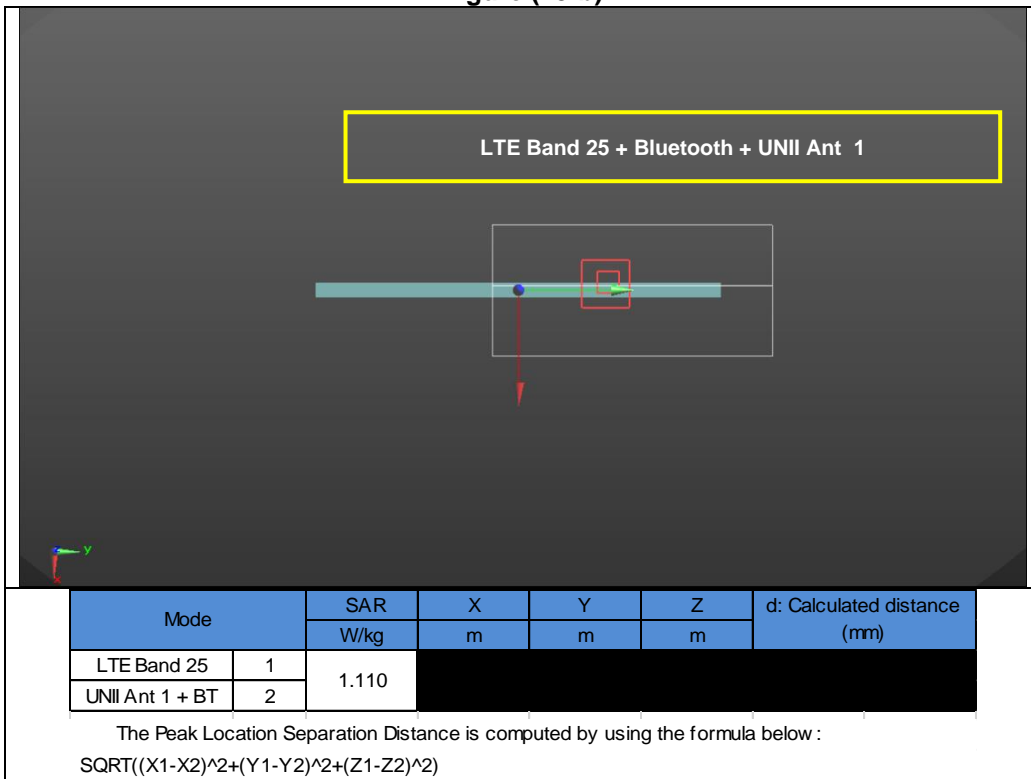 LTE Band 25 + Bluetooth + UNII Ant 1
y
x
Mode SAR X Y Z d: Calculated distance (mm)
W/kg m m m
LTE Band 25 1 1.110
UNII Ant 1 + BT 2
The Peak Location Separation Distance is computed by using the formula below :
SQRT((X1-X2)^2+(Y1-Y2)^2+(Z1-Z2)^2)